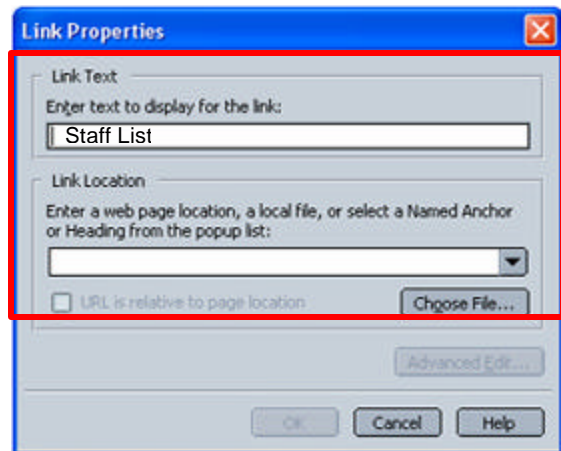 Link Properties
Link Text
Enter text to display for the link:
Staff List
Link Location
Enter a web page location, a local file, or select a Named Anchor
or Heading from the popup list:
URL is relative to page location
Choose File...
Advanced Edit...
OK
Cancel
Help